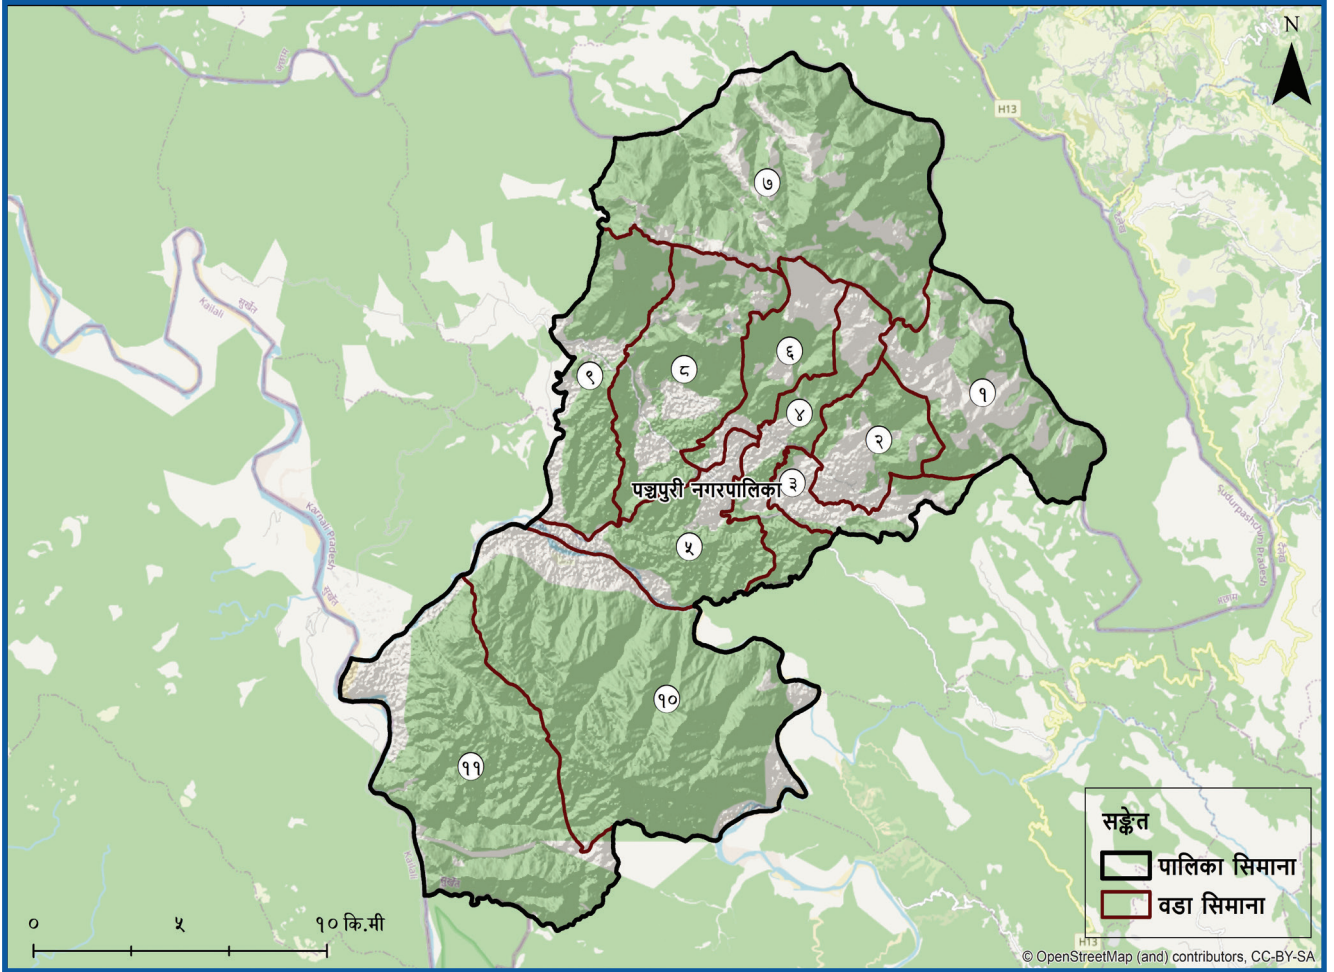 N
H13
७
Kailali
सुर्खेत
६
९
८
१
४
२
पञ्चपुरी नगरपालिका
३
५
Karnali Pradesh
सुर्खेत
Sudurpashchim Pradesh
१०
११
सङ्केत
पालिका सिमाना
वडा सिमाना
Kailali
० ५ १० कि.मी
H13
© OpenStreetMap (and) contributors, CC-BY-SA